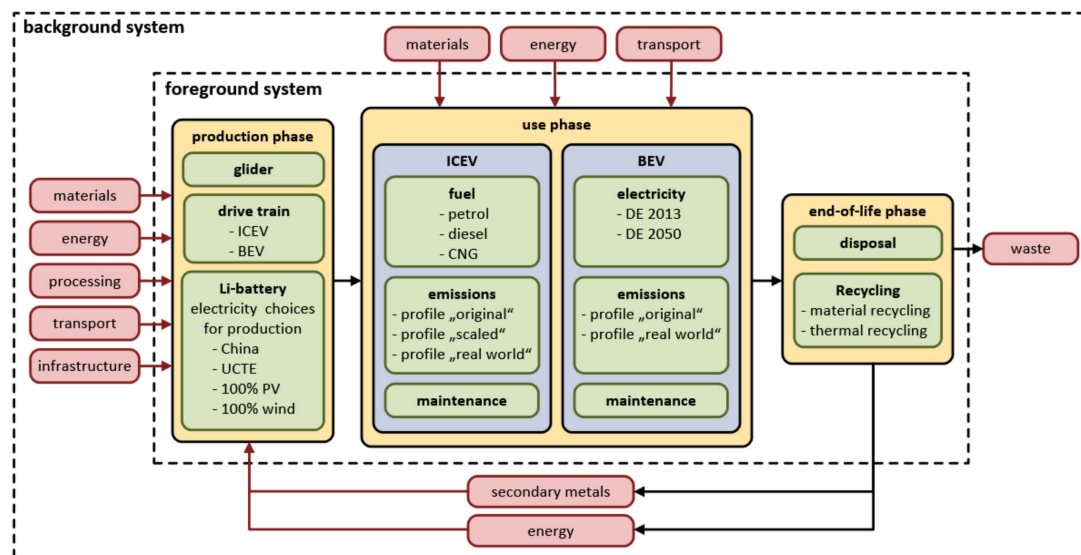 background system
materials
energy
transport
foreground system
materials
energy
processing
transport
infrastructure
production phase
glider
drive train
- ICEV
- BEV
Li-battery
electricity choices
for production
- China
- UCTE
- 100% PV
- 100% wind
use phase
ICEV
fuel
- petrol
- diesel
- CNG
emissions
- profile „original“
- profile „scaled“
- profile „real world“
maintenance
BEV
electricity
- DE 2013
- DE 2050
emissions
- profile „original“
- profile „real world“
maintenance
end-of-life phase
disposal
Recycling
- material recycling
- thermal recycling
waste
secondary metals
energy